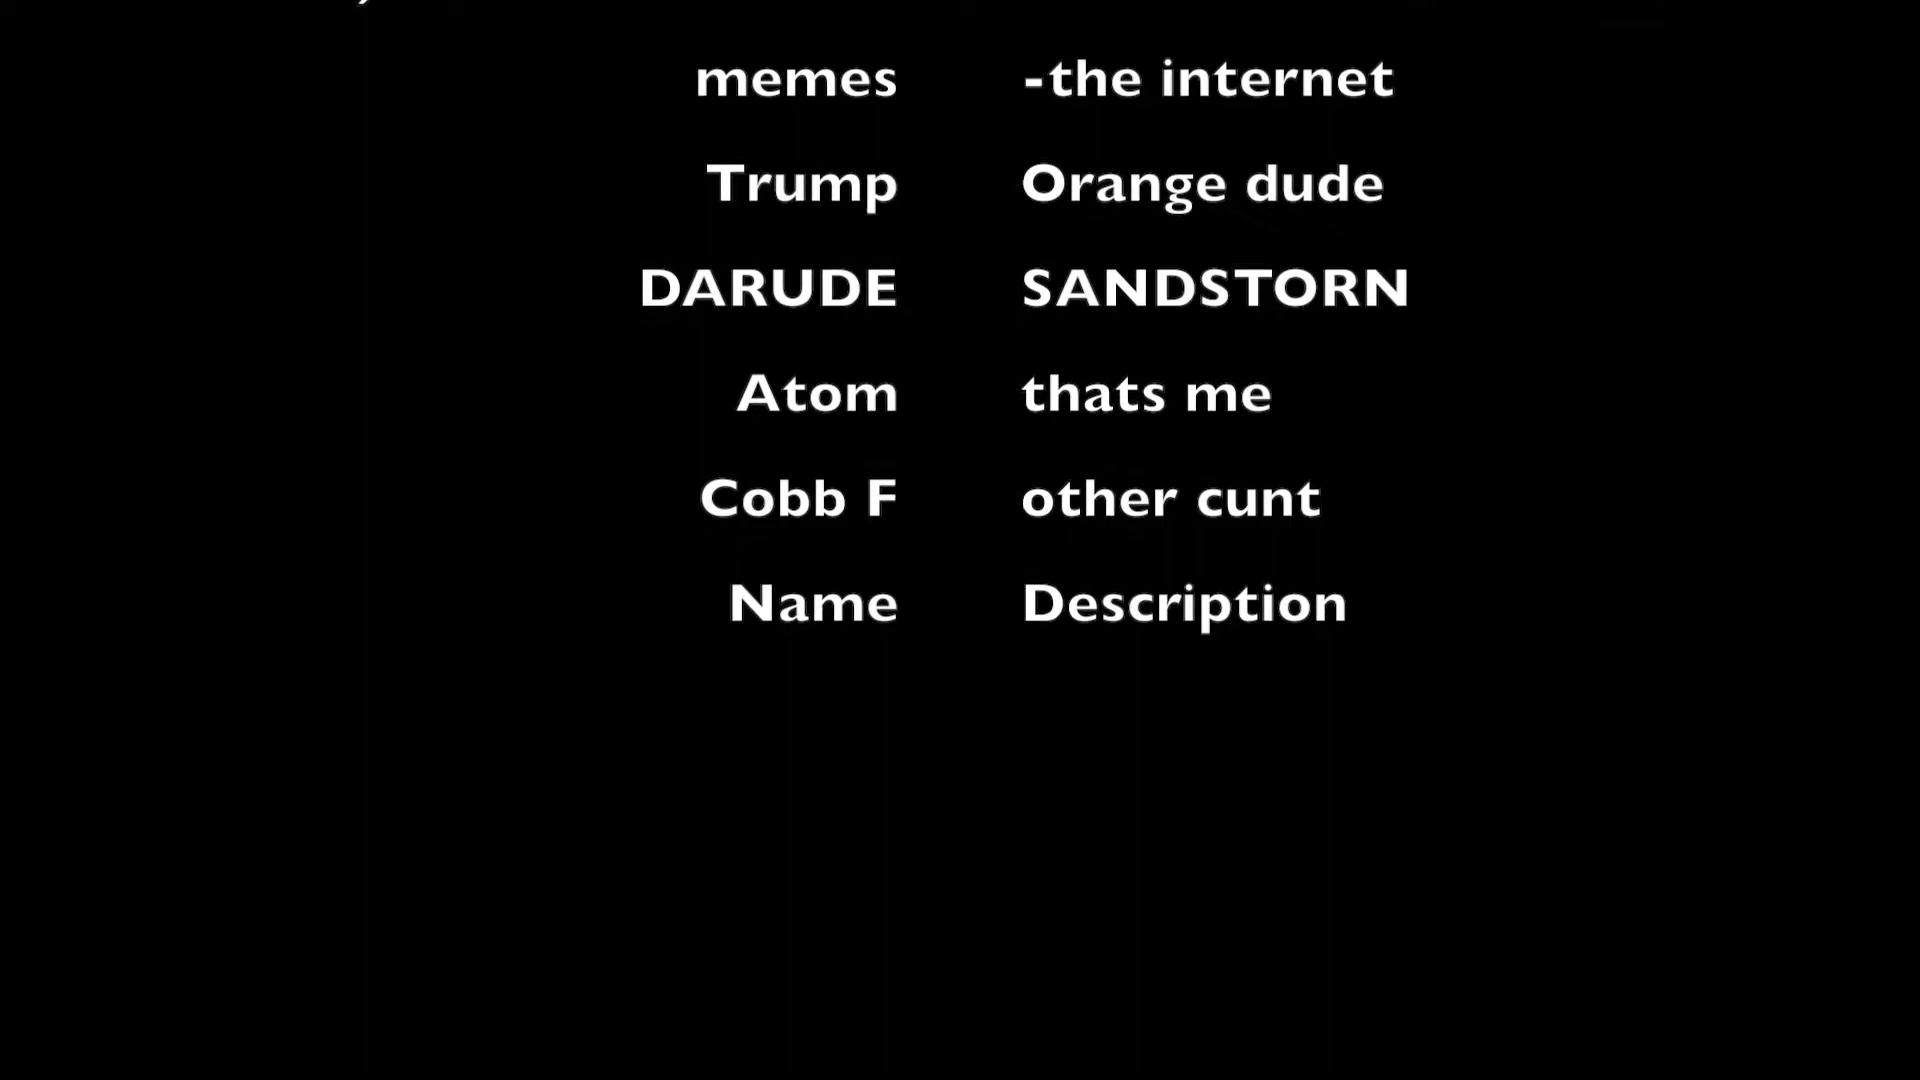 memes -the internet
Trump Orange dude
DARUDE SANDSTORN
Atom thats me
Cobb F other cunt
Name Description